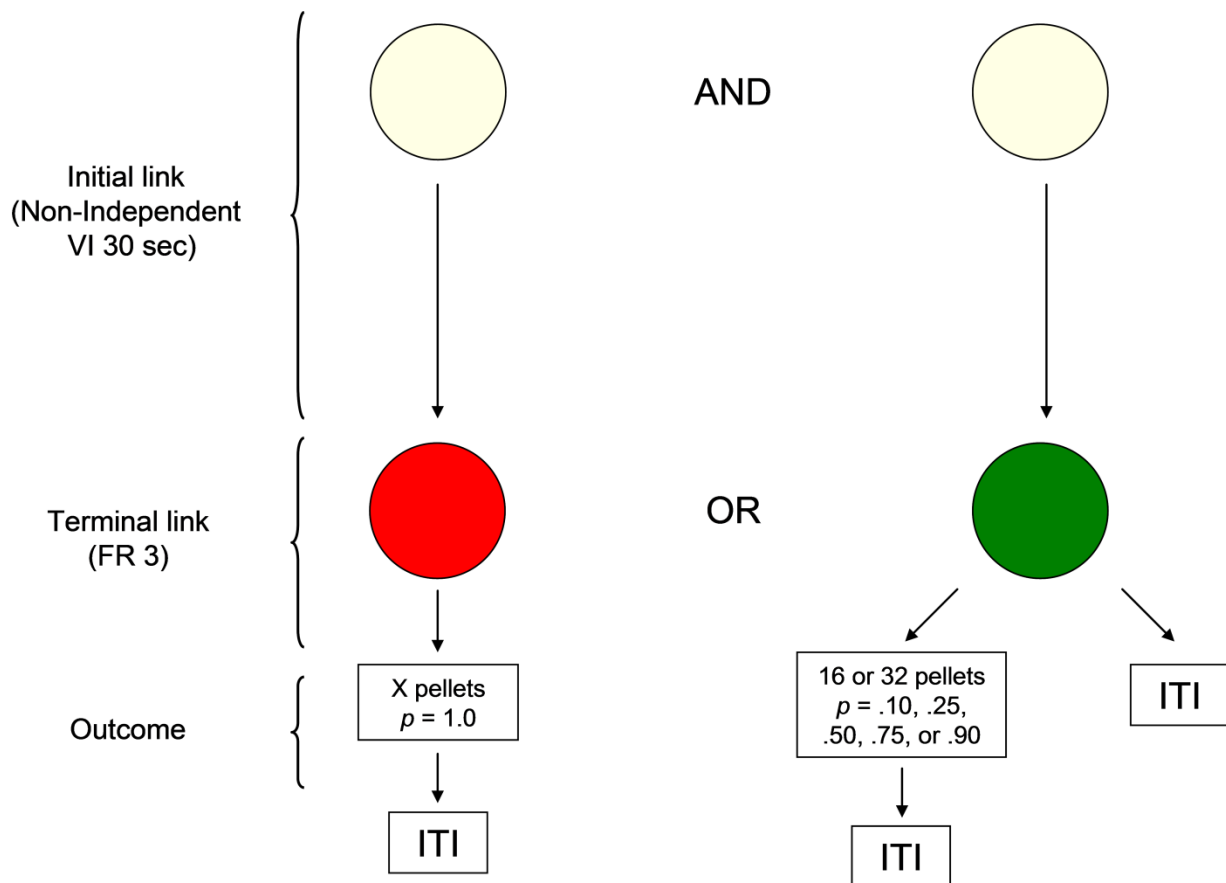 AND
Initial link
(Non-Independent
VI 30 sec)
Terminal link
(FR 3)
OR
X pellets
p = 1.0
16 or 32 pellets
p = .10, .25,
.50, .75, or .90
ITI
Outcome
ITI
ITI